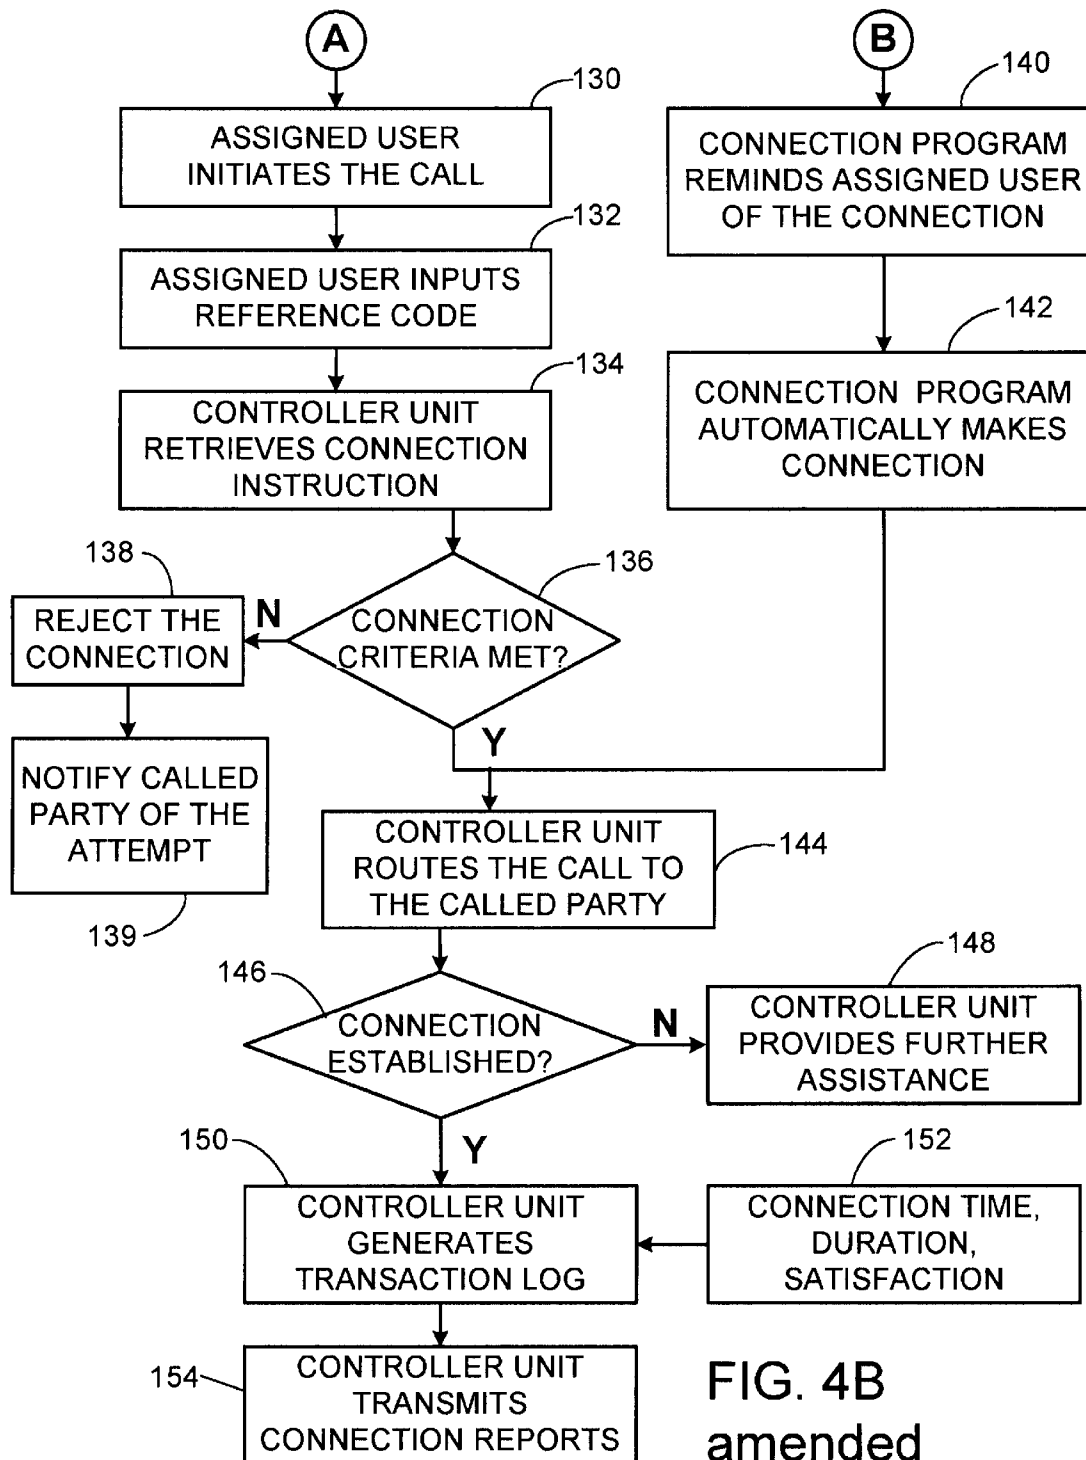 A
B
130
140
ASSIGNED USER
INITIATES THE CALL
CONNECTION PROGRAM
REMINDS ASSIGNED USER
OF THE CONNECTION
132
ASSIGNED USER INPUTS
REFERENCE CODE
142
134
CONTROLLER UNIT
RETRIEVES CONNECTION
INSTRUCTION
CONNECTION PROGRAM
AUTOMATICALLY MAKES
CONNECTION
138
136
REJECT THE
CONNECTION
N
CONNECTION
CRITERIA MET?
Y
NOTIFY CALLED
PARTY OF THE
ATTEMPT
139
CONTROLLER UNIT
ROUTES THE CALL TO
THE CALLED PARTY
144
146
148
CONNECTION
ESTABLISHED?
N
CONTROLLER UNIT
PROVIDES FURTHER
ASSISTANCE
150
Y
152
CONTROLLER UNIT
GENERATES
TRANSACTION LOG
CONNECTION TIME,
DURATION,
SATISFACTION
154
CONTROLLER UNIT
TRANSMITS
CONNECTION REPORTS
FIG. 4B
amended